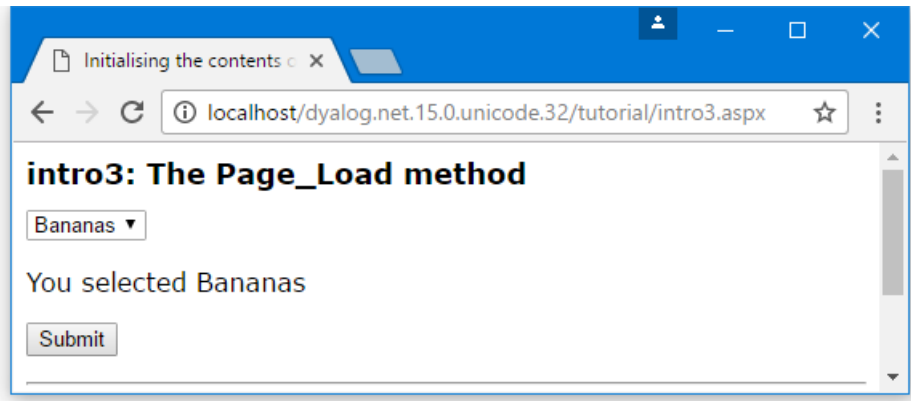 Initialising the contents o
localhost/dyalog.net.15.0.unicode.32/tutorial/intro3.aspx
intro3: The Page_Load method
Bananas
You selected Bananas
Submit